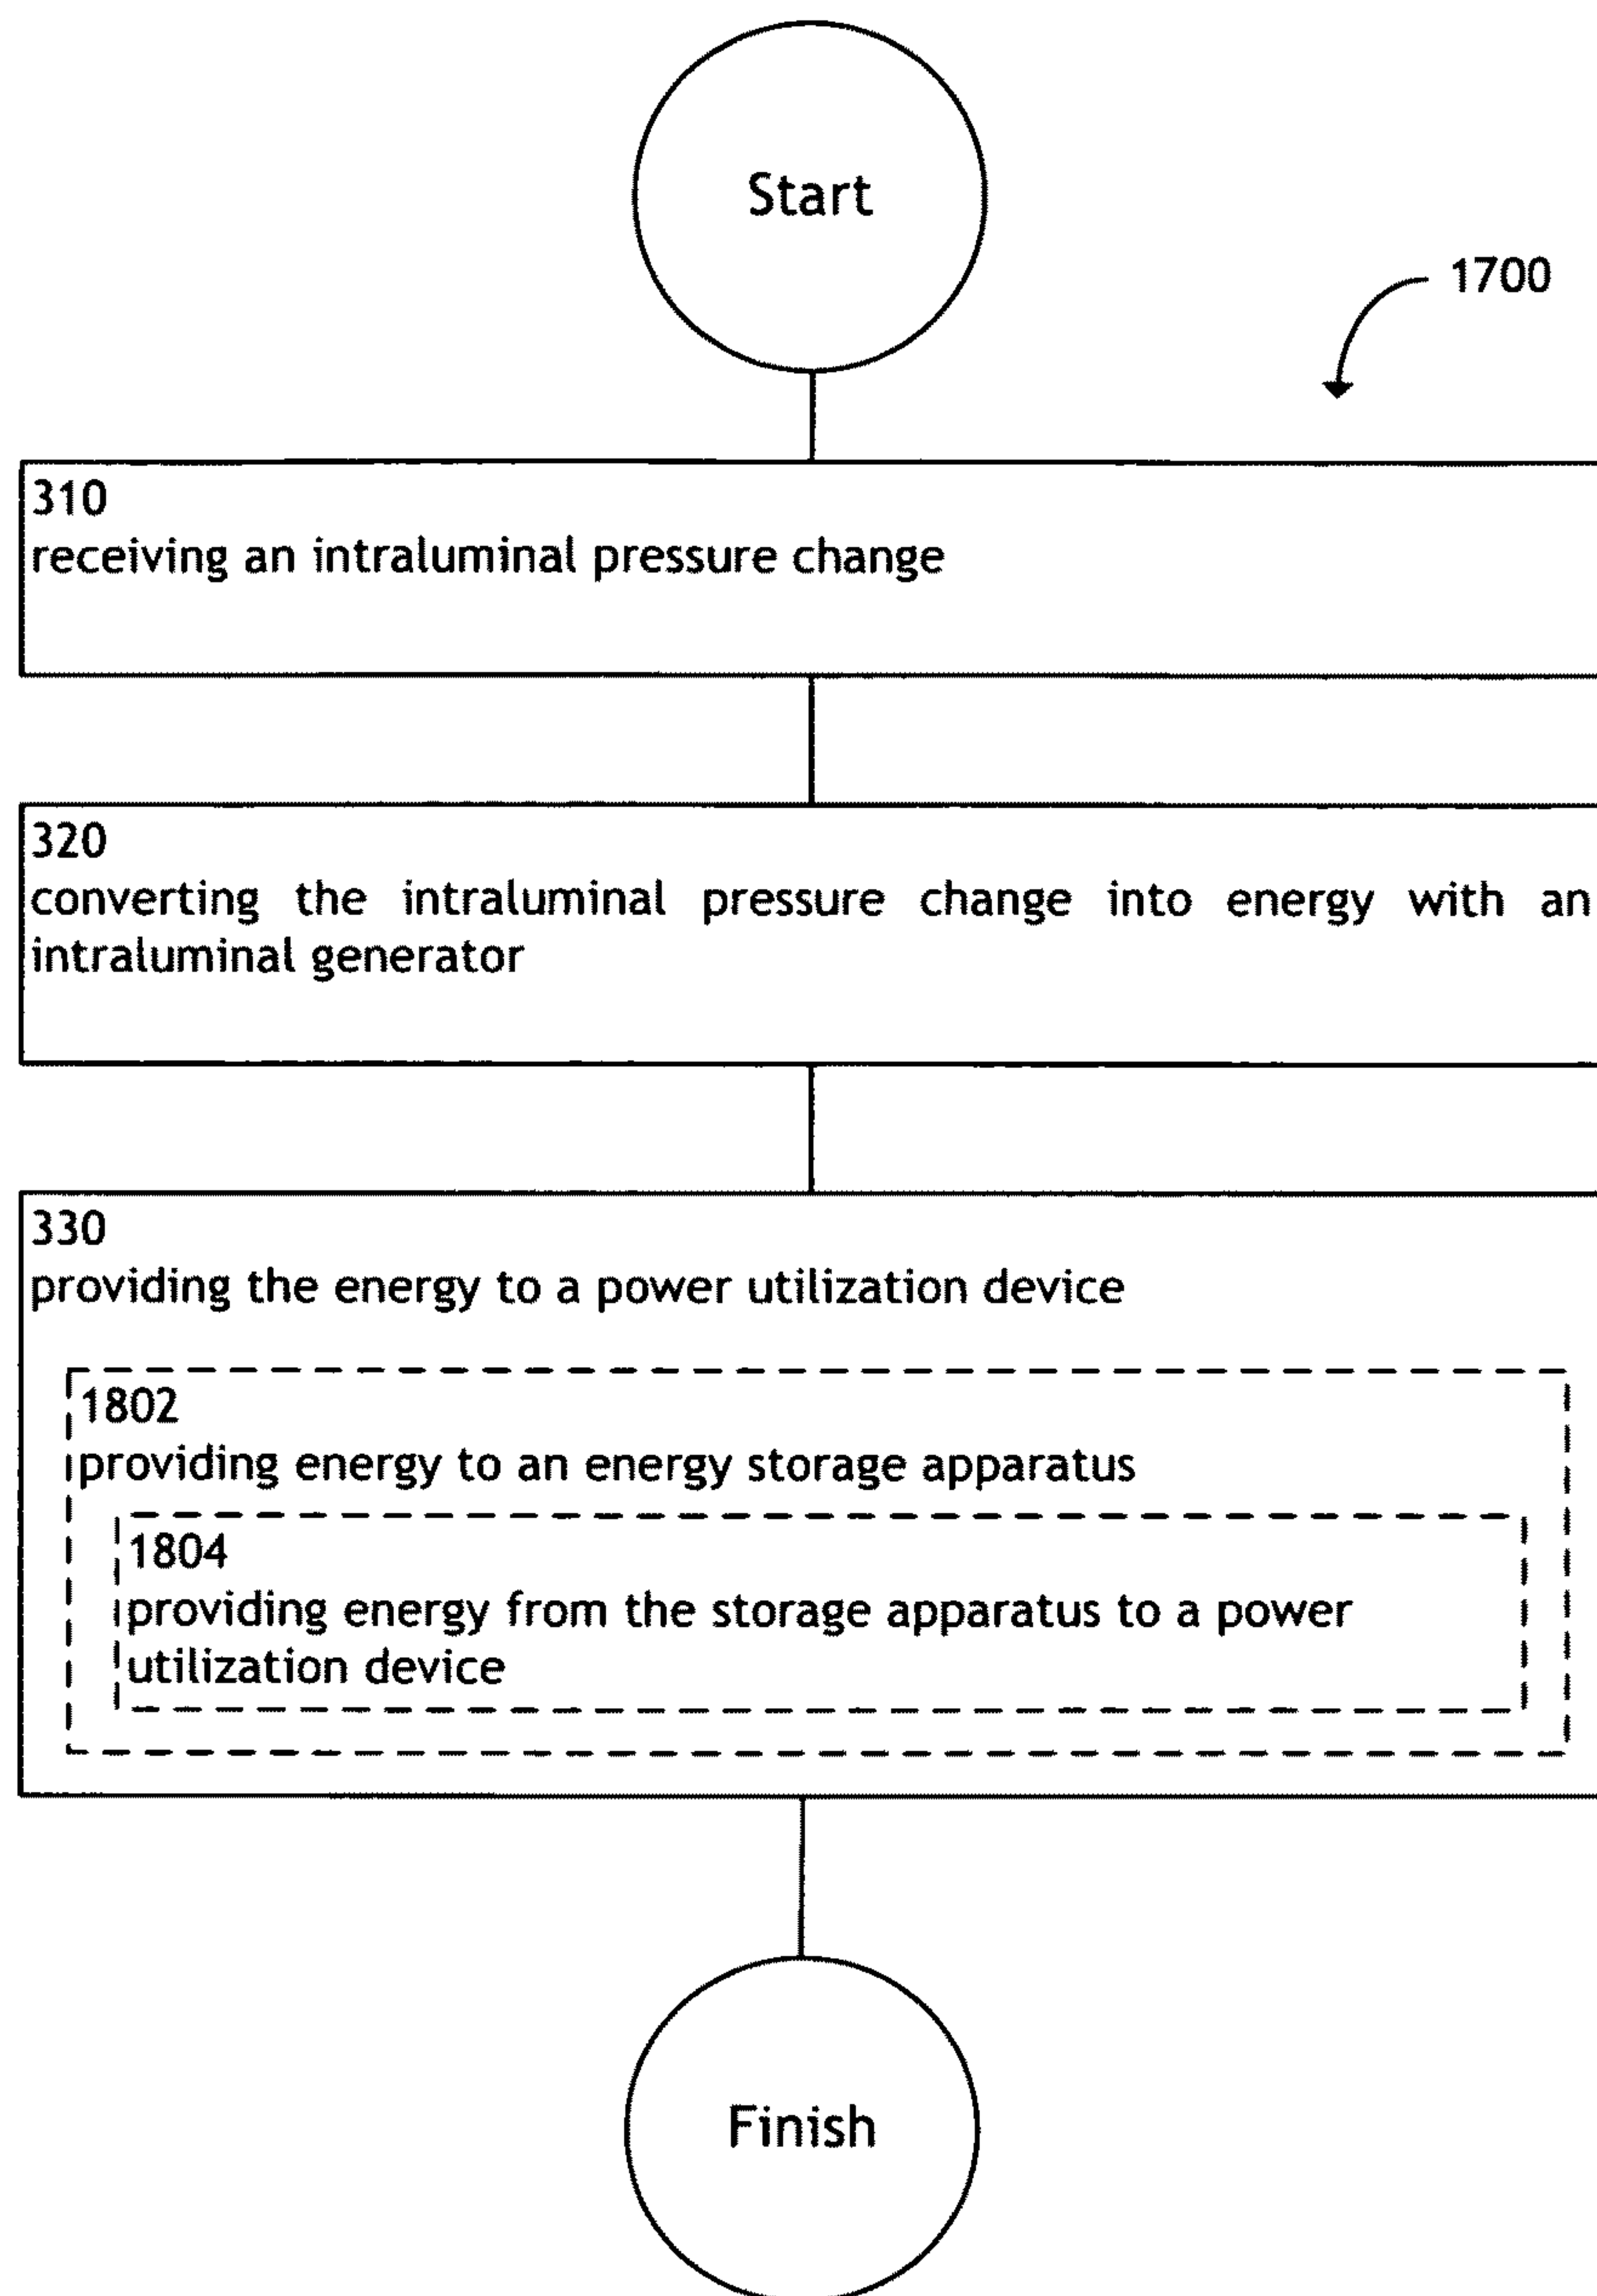 Start
1700
310
receiving an intraluminal pressure change
320
converting the intraluminal pressure change into energy with an
intraluminal generator
330
providing the energy to a power utilization device
1802
providing energy to an energy storage apparatus
1804
providing energy from the storage apparatus to a power
utilization device
Finish